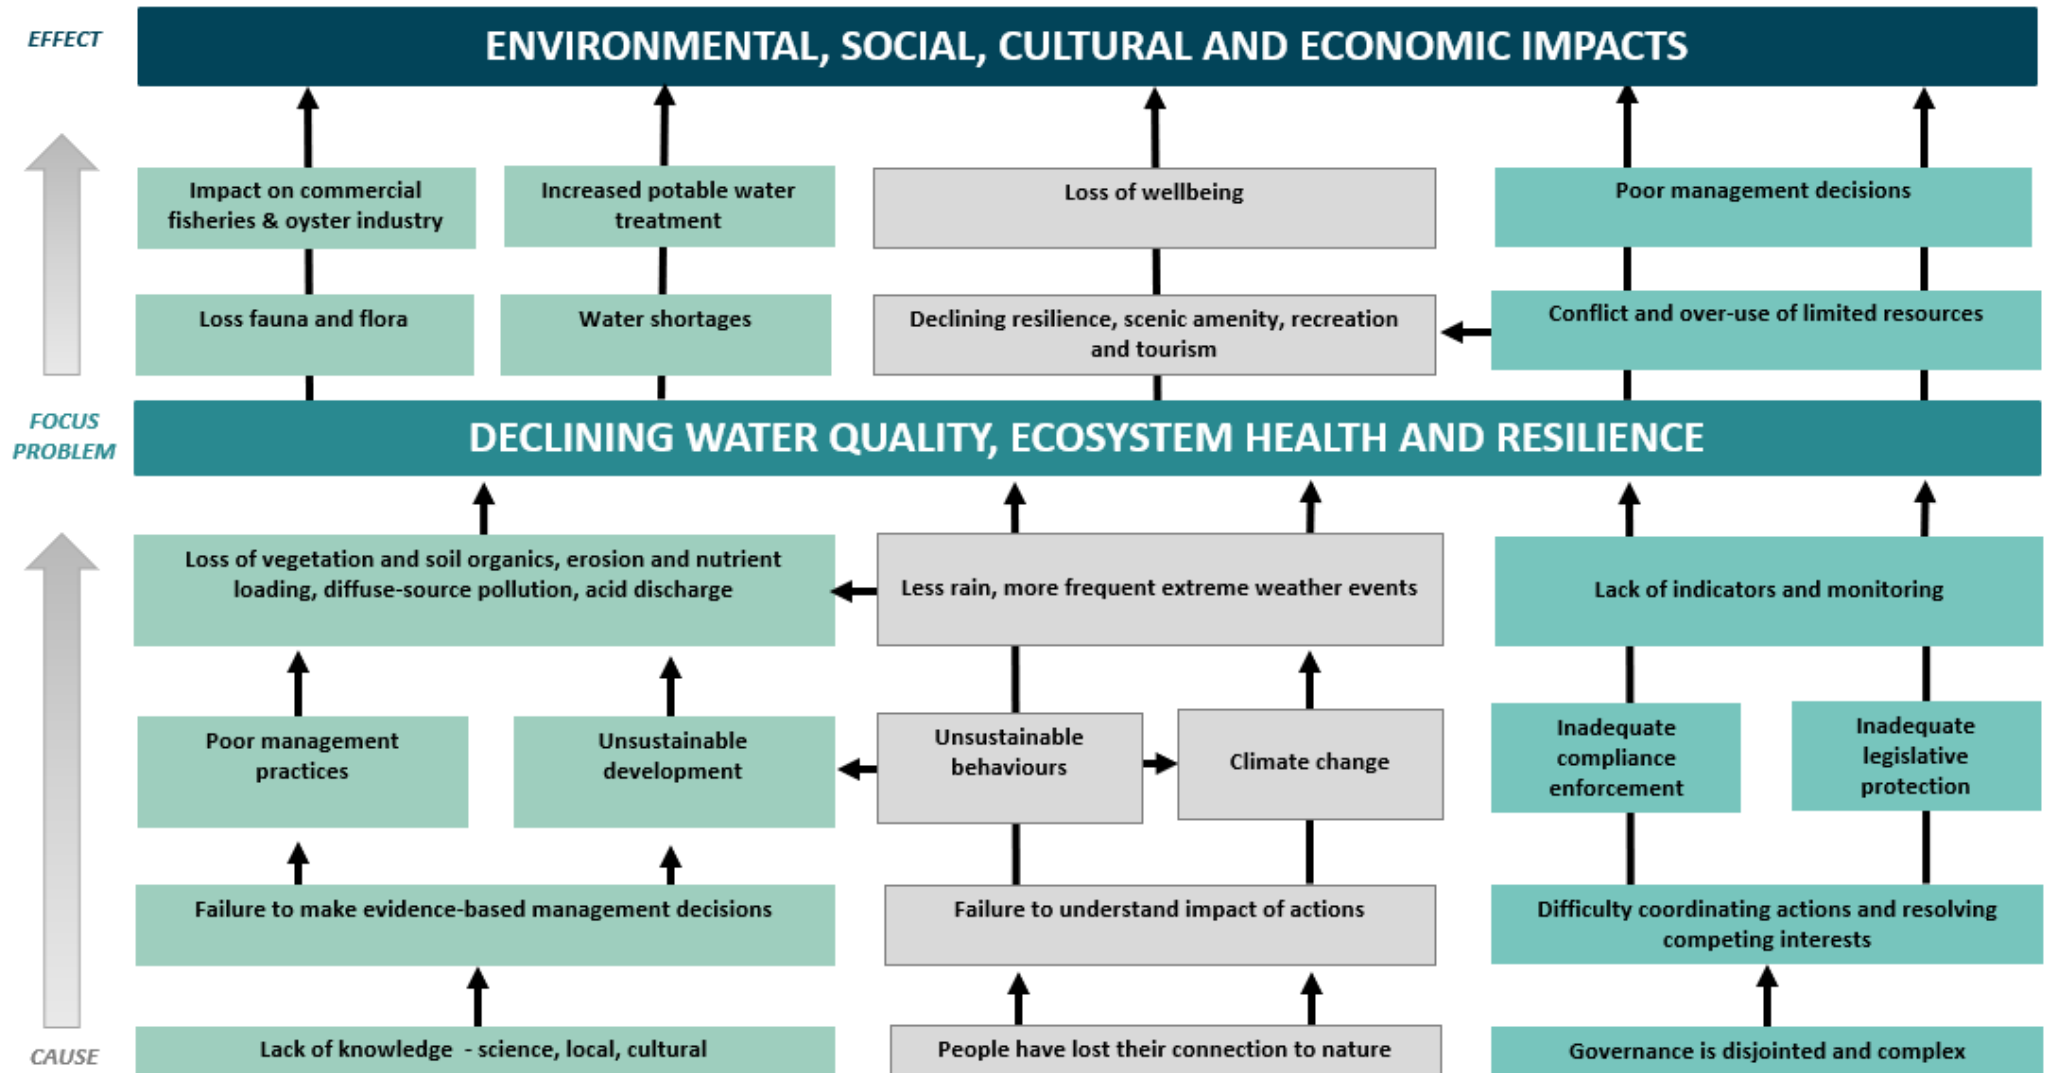 EFFECT
ENVIRONMENTAL, SOCIAL, CULTURAL AND ECONOMIC IMPACTS
Impact on commercial
fisheries & oyster industry
Increased potable water
treatment
Loss of wellbeing
Poor management decisions
Loss fauna and flora
Water shortages
Declining resilience, scenic amenity, recreation
and tourism
Conflict and over-use of limited resources
FOCUS
PROBLEM
DECLINING WATER QUALITY, ECOSYSTEM HEALTH AND RESILIENCE
Loss of vegetation and soil organics, erosion and nutrient
loading, diffuse-source pollution, acid discharge
Less rain, more frequent extreme weather events
Lack of indicators and monitoring
Poor management
practices
Unsustainable
development
Unsustainable
behaviours
Climate change
Inadequate
compliance
enforcement
Inadequate
legislative
protection
Failure to make evidence-based management decisions
Failure to understand impact of actions
Difficulty coordinating actions and resolving
competing interests
CAUSE
Lack of knowledge  - science, local, cultural
People have lost their connection to nature
Governance is disjointed and complex